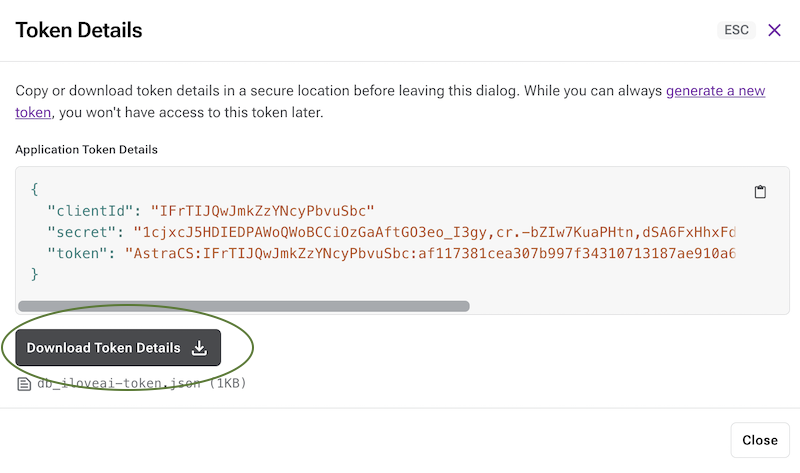 Token Details
ESC
Copy or download token details in a secure location before leaving this dialog. While you can always generate a new
token, you won't have access to this token later.
Application Token Details
{
"clientId": "IFrTIJQwJmkZzYNcyPbvuSbc"
"secret": "1cjxcJ5HDIEDPAWoQWoBCCiOzGaAftGO3eo_I3gy,cr.-bZIw7KuaPHtn,dSA6FxHhxFd
"token": "AstraCS:IFrTIJQwJmkZzYNcyPbvuSbc:af117381cea307b997f34310713187ae910a6
}
Download Token Details
db_iloveai-token.json (1KB)
Close